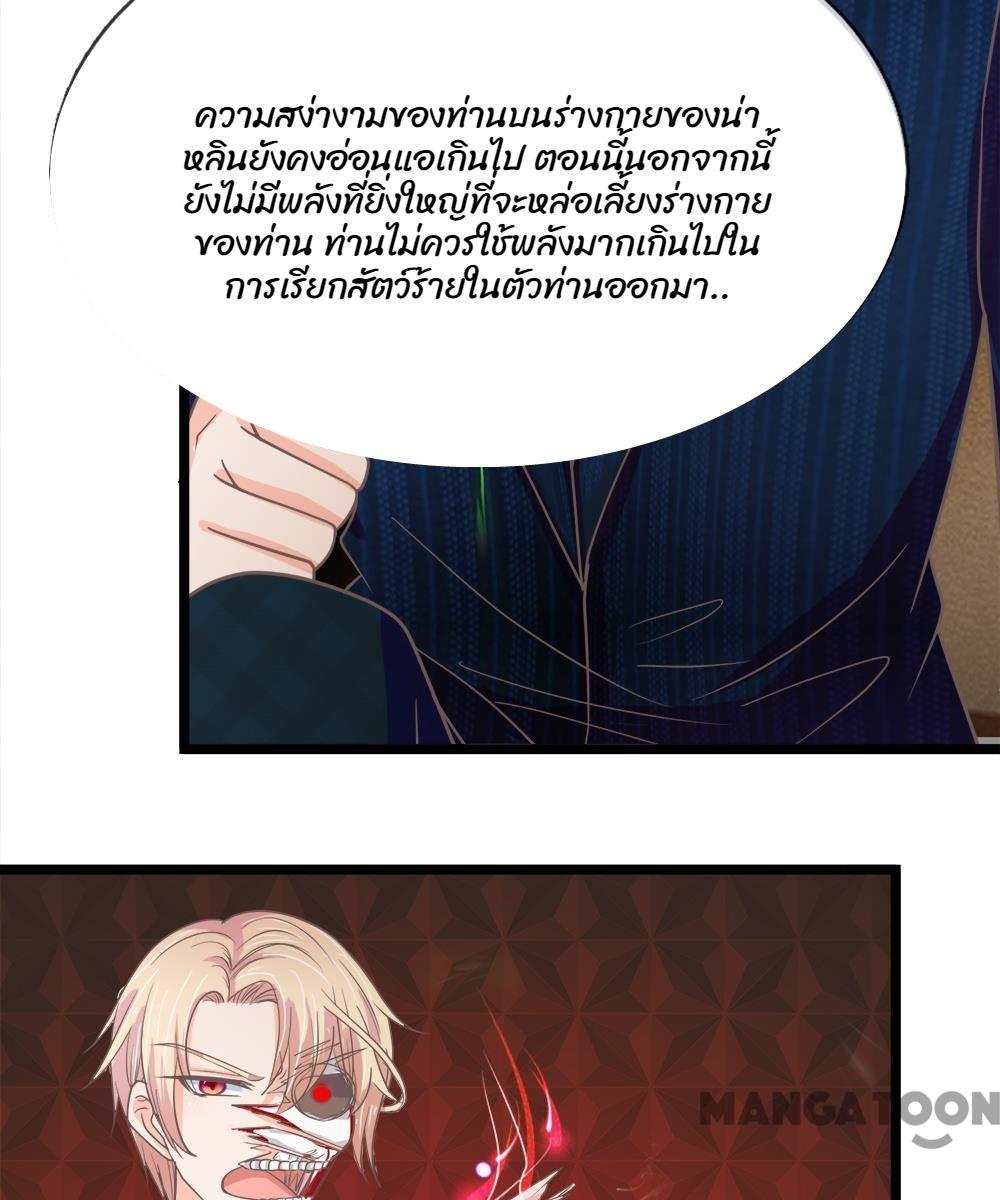 ความสง่างามของท่านบนร่างกายของน่า
หลินยังคงอ่อนแอเกินไป ตอนนี้นอกจากนี้
ยังไม่มีพลังที่ยิ่งใหญ่ที่จะหล่อเลี้ยงร่างกาย
ของท่าน ท่านไม่ควรใช้พลังมากเกินไปใน
การเรียกสัตว์ร้ายในตัวท่านออกมา..
MANGATOON